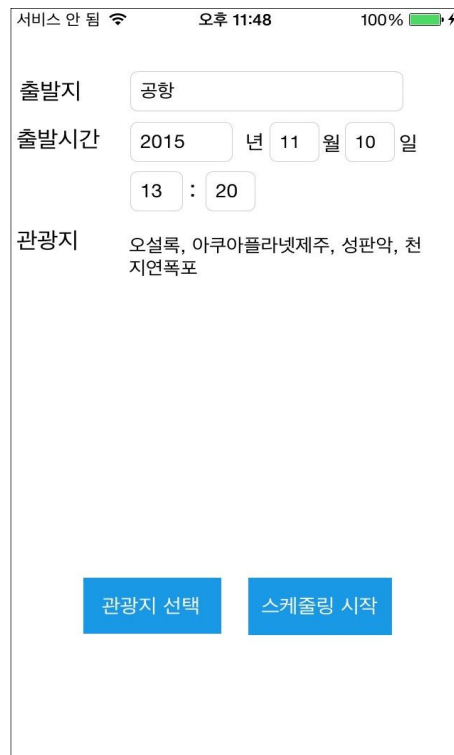 서비스 안 됨 오후 11:48 100%
출발지 공항
출발시간 2015 년 11 월 10 일
13 : 20
관광지 오설록, 아쿠아플라넷제주, 성판악, 천
지연폭포
관광지 선택 스케줄링 시작